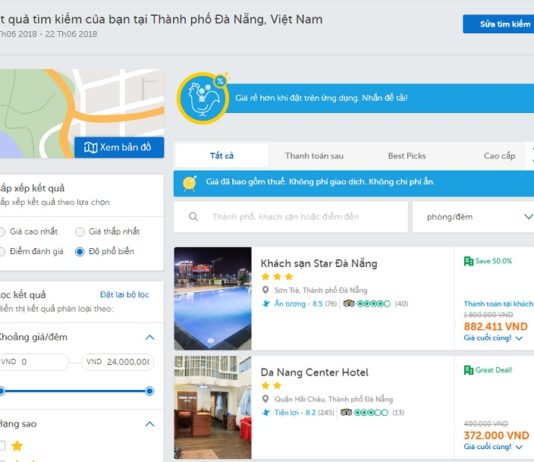 t quả tìm kiếm của bạn tại Thành phố Đà Nẵng, Việt Nam
Th06 2018 - 22 Th06 2018
Sửa tìm kiếm
Giá rẻ hơn khi đặt trên ứng dụng. Nhấn để tải!
Xem bản đồ
Tất cả
Thanh toán sau
Best Picks
Cao cấp
Giá đã bao gồm thuế. Không phí giao dịch. Không chi phí ẩn.
Thành phố, khách sạn hoặc điểm đến
phòng/đêm
ắp xếp kết quả
ắp xếp kết quả theo lựa chọn
Giá cao nhất
Giá thấp nhất
Điểm đánh giá
Độ phổ biến
ọc kết quả
Đặt lại bộ lọc
iển thị kết quả phân loại theo:
Khoảng giá/đêm
VND 0
VND 24,000,000
Hạng sao
Khách sạn Star Đà Nẵng
Sơn Trà, Thành phố Đà Nẵng
Ấn tượng - 8.5 (76)
(40)
Save 50.0%
Thanh toán tại khách
1.800.000 VND
882.411 VND
Giá cuối cùng!
Da Nang Center Hotel
Quận Hải Châu, Thành phố Đà Nẵng
Tiện lợi - 8.2 (245)
(13)
Great Deal!
400.000 VND
372.000 VND
Giá cuối cùng!